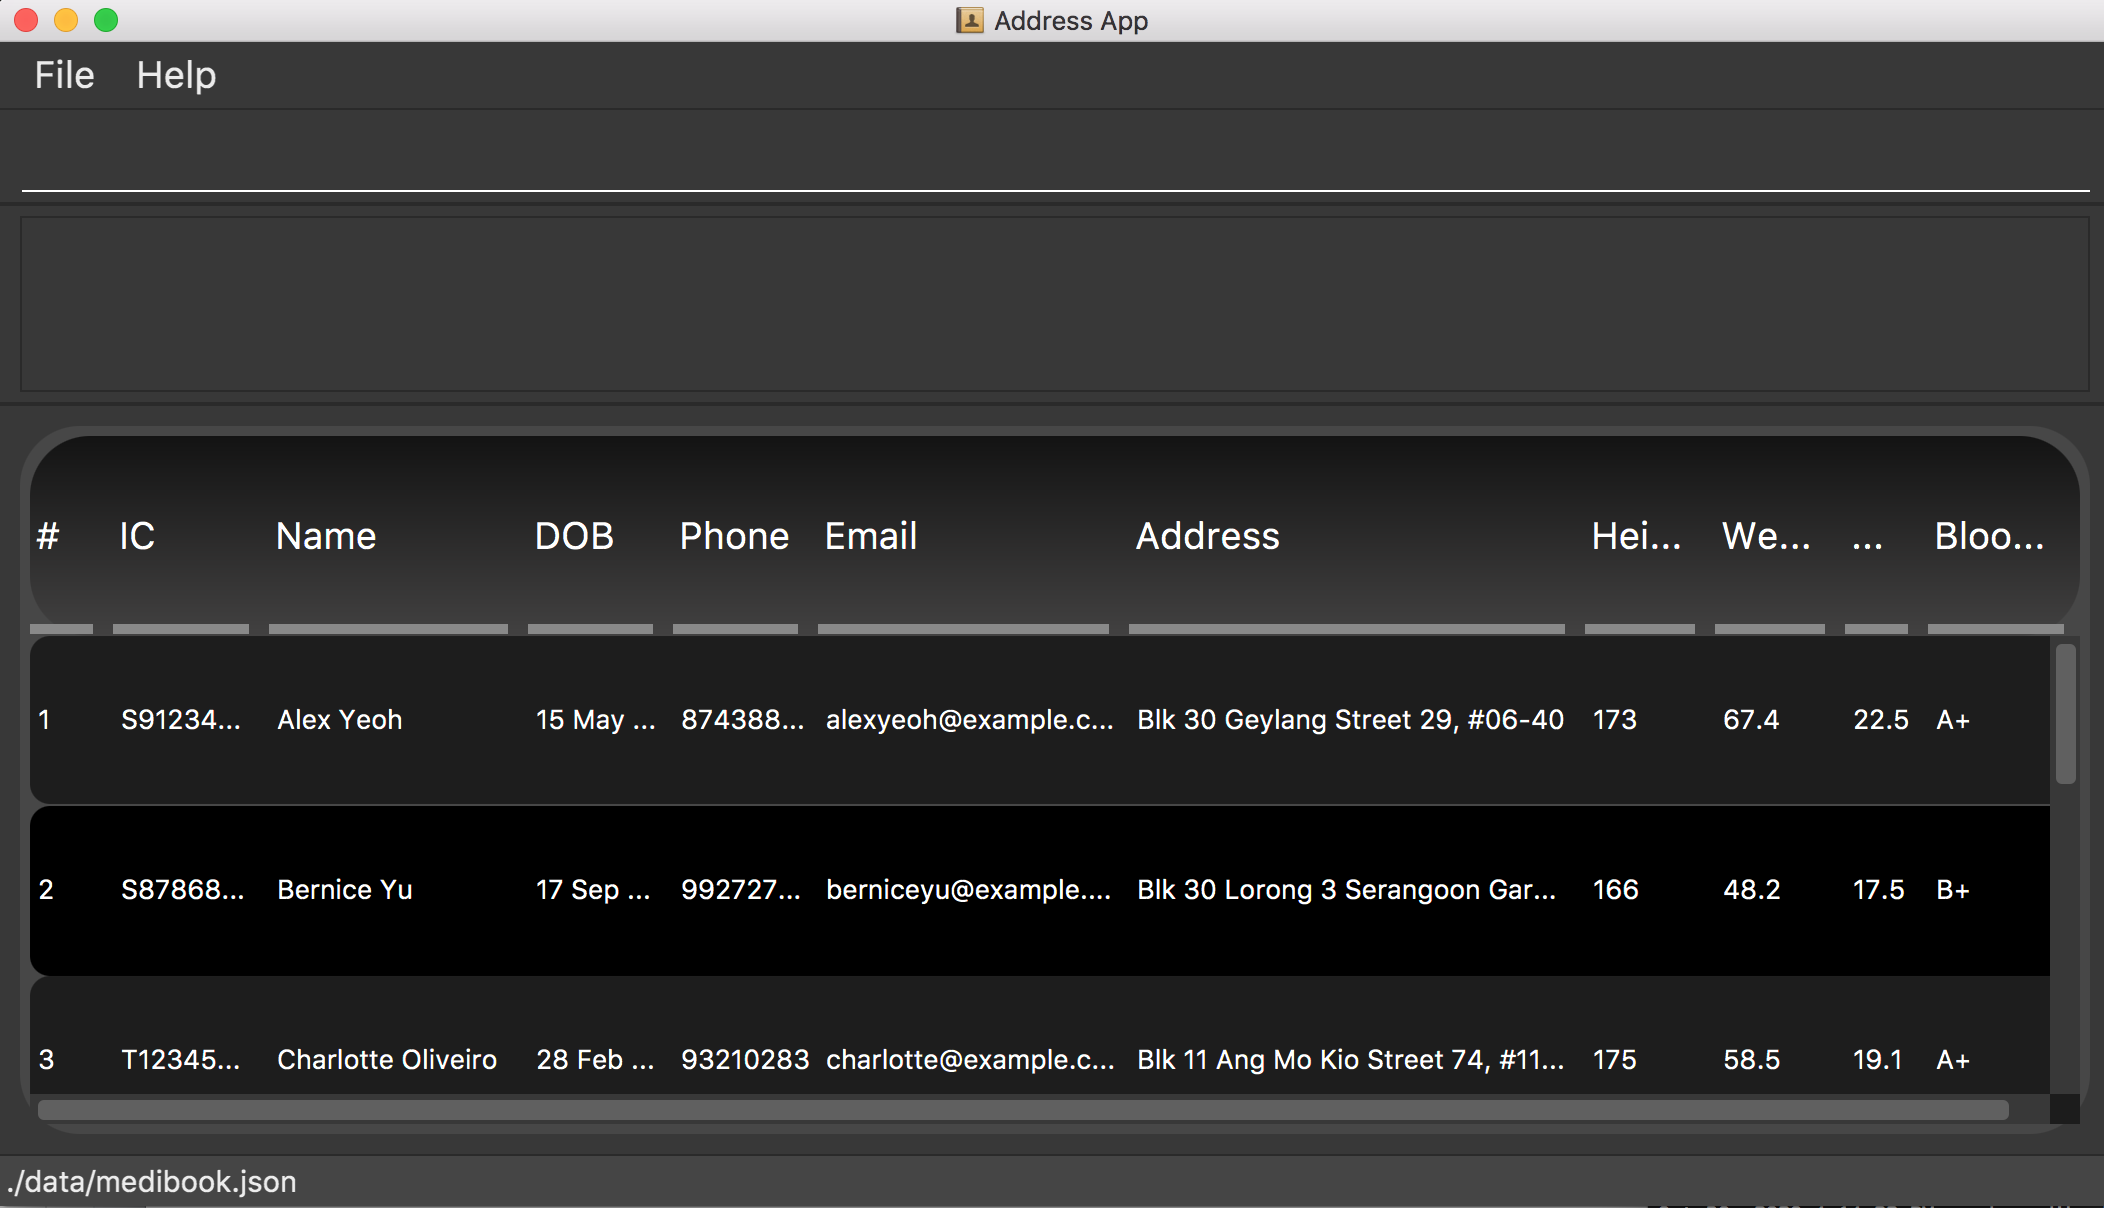 Address App
File Help
# IC Name DOB Phone Email Address Hei... We... ... Bloo...
1 S91234... Alex Yeoh 15 May ... 874388... alexyeoh@example.c... Blk 30 Geylang Street 29, #06-40 173 67.4 22.5 A+
2 S87868... Bernice Yu 17 Sep ... 992727... berniceyu@example.... Blk 30 Lorong 3 Serangoon Gar... 166 48.2 17.5 B+
3 T12345... Charlotte Oliveiro 28 Feb ... 93210283 charlotte@example.c... Blk 11 Ang Mo Kio Street 74, #11... 175 58.5 19.1 A+
./data/medibook.json